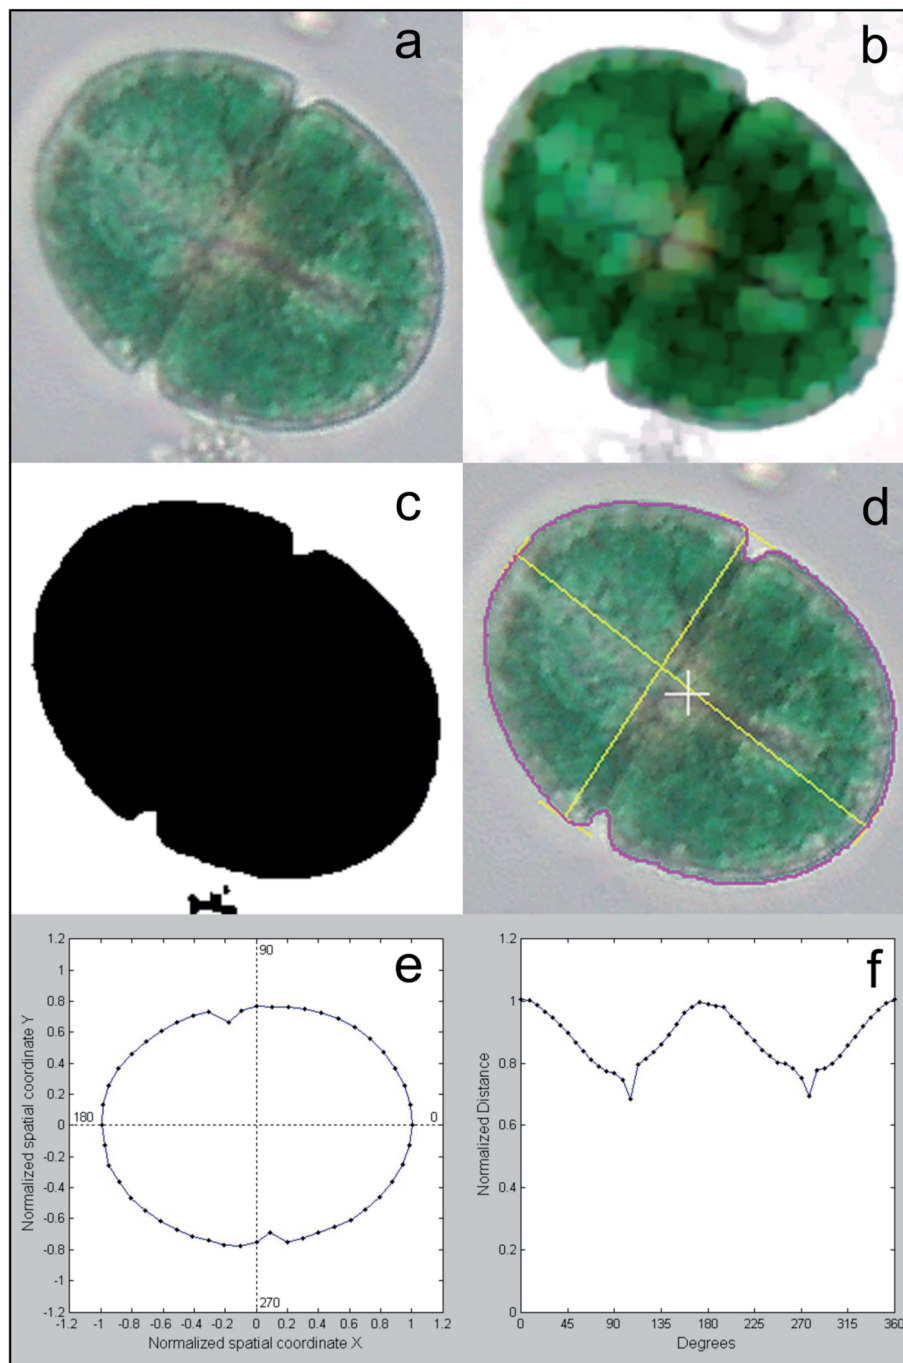 a
b
c
d
e
1.2
1
0.8
0.6
0.4
0.2
0
-0.2
-0.4
-0.6
-0.8
-1
-1.2
Normalized spatial coordinate Y
90
180
0
270
-1.2 -1 -0.8 -0.6 -0.4 -0.2 0 0.2 0.4 0.6 0.8 1 1.2
Normalized spatial coordinate X
f
1.2
1
0.8
0.6
0.4
0.2
0
Normalized Distance
0 45 90 135 180 225 270 315 360
Degrees